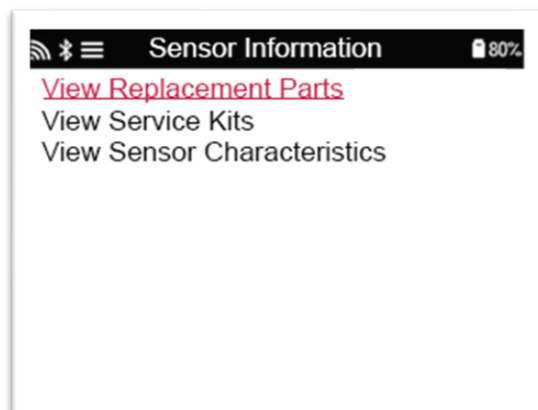 Sensor Information 80%
View Replacement Parts
View Service Kits
View Sensor Characteristics